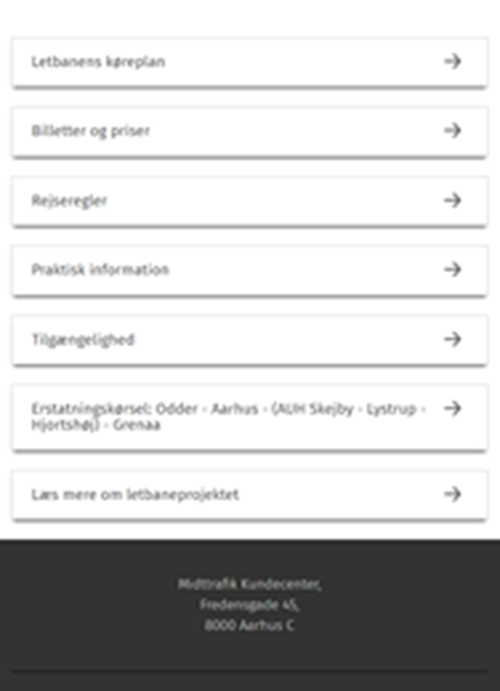 Letbanens køreplan
Billetter og priser
Rejseregler
Praktisk information
Tilgængelighed
Erstatningskørsel: Odder - Aarhus - (AUH Skejby - Lystrup -
Hjortshøj) - Grenaa
Læs mere om letbaneprojektet
Midttrafik Kundecenter,
Fredensgade 45,
8000 Aarhus C